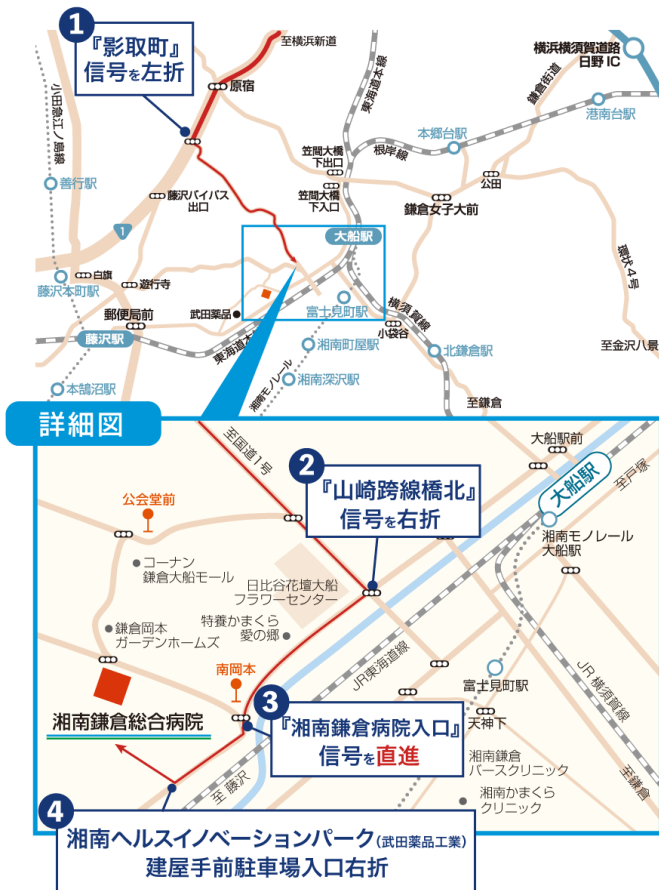 1
『影取町』
信号を左折
至横浜新道
原宿
東海道本線
横浜横須賀道路
日野IC
鎌倉街道
港南台駅
本郷台駅
根岸線
笠間大橋
下出口
笠間大橋
下入口
公田
鎌倉女子大前
小田急江ノ島線
善行駅
藤沢バイパス
出口
1
大船駅
環状4号
白旗
遊行寺
藤沢本町駅
郵便局前
武田薬品
富士見町駅
横須賀線
小袋谷
藤沢駅
東海道本
湘南町屋駅
北鎌倉駅
至金沢八景
本鵠沼駅
湘南モノレール
湘南深沢駅
至鎌倉
詳細図
至国道1号
大船駅前
2
『山崎跨線橋北』
信号を右折
大船駅
至戸塚
公会堂前
湘南モノレール
大船駅
コーナン
鎌倉大船モール
日比谷花壇大船
フラワーセンター
特養かまくら
愛の郷
鎌倉岡本
ガーデンホームズ
南岡本
JR東海道線
富士見町駅
JR横須賀線
湘南鎌倉総合病院
3
『湘南鎌倉病院入口』
信号を直進
天神下
湘南鎌倉
バースクリニック
湘南かまくら
クリニック
至藤沢
至鎌倉
4
湘南ヘルスイノベーションパーク(武田薬品工業)
建屋手前駐車場入口右折